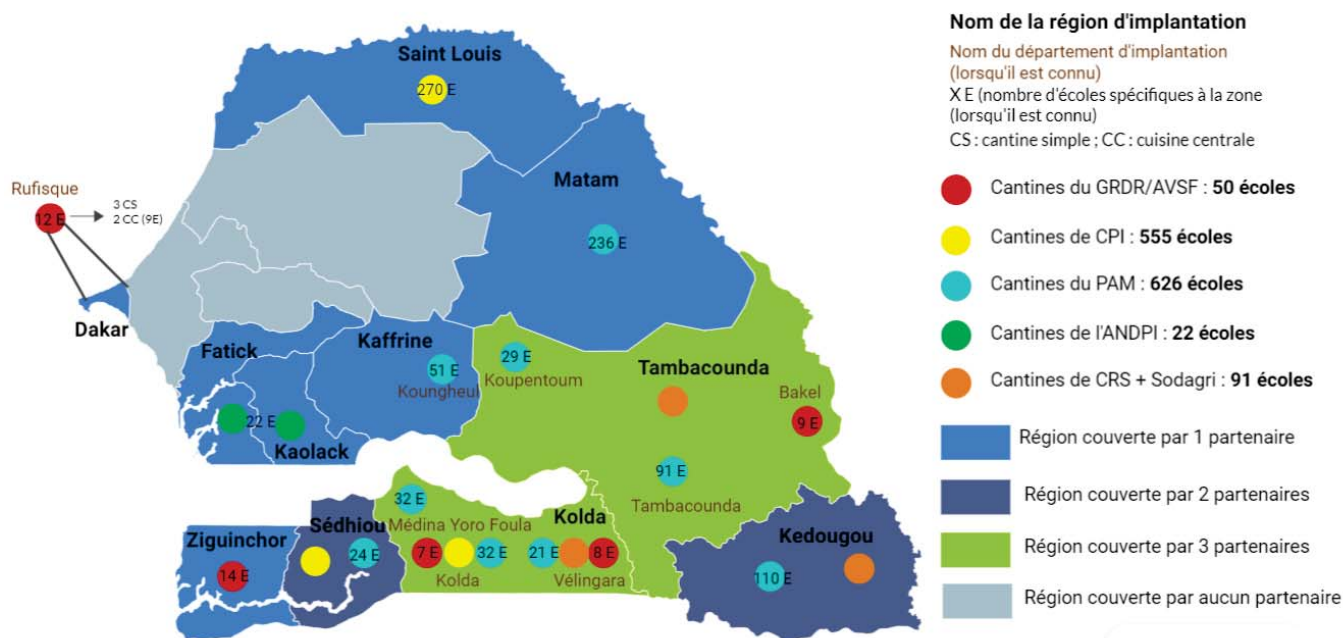 Saint Louis
270 E
Matam
236 E
Rufisque
12 E
3 CS
2 CC (9E)
Dakar
Fatick
Kaffrine
51 E
Koungheul
29 E
Koupentoum
Tambacounda
Bakel
9 E
22 E
Kaolack
91 E
Tambacounda
32 E
Médina Yoro Foula
Kolda
Sédhiou
Ziguinchor
14 E
24 E
7 E
32 E
Kolda
21 E
8 E
Vélingara
Kedougou
110 E
Nom de la région d'implantation
Nom du département d'implantation
(lorsqu'il est connu)
X E (nombre d'écoles spécifiques à la zone
(lorsqu'il est connu)
CS : cantine simple ; CC : cuisine centrale
Cantines du GRDR/AVSF : 50 écoles
Cantines de CPI : 555 écoles
Cantines du PAM : 626 écoles
Cantines de l'ANDPI : 22 écoles
Cantines de CRS + Sodagri : 91 écoles
Région couverte par 1 partenaire
Région couverte par 2 partenaires
Région couverte par 3 partenaires
Région couverte par aucun partenaire